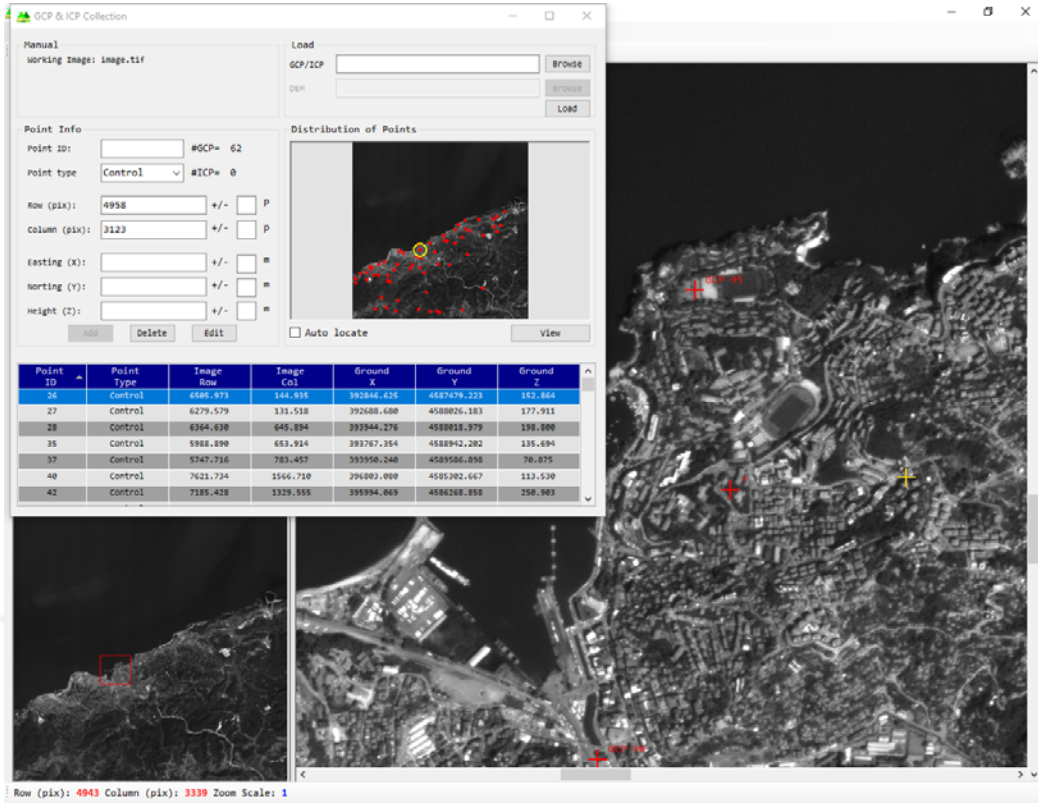 GCP & ICP Collection
Manual
Working Image: image.tif
Load
GCP/ICP
Browse
DEM
Browse
Load
Point Info
Point ID:
#GCP= 62
Point type
Control
#ICP= 0
Row (pix):
4958
+/-
P
Column (pix):
3123
+/-
P
Easting (X):
+/-
m
Norting (Y):
+/-
m
Height (Z):
+/-
m
Add
Delete
Edit
Distribution of Points
Auto locate
View
Point ID Point Type Image Row Image Col Ground X Ground Y Ground Z
26 Control 6505.973 144.935 392846.625 4587479.223 152.864
27 Control 6279.579 131.518 392688.680 4588026.183 177.911
28 Control 6364.630 645.894 393944.276 4588018.979 198.800
35 Control 5988.890 653.914 393767.354 4588942.202 135.694
37 Control 5747.716 783.457 393950.240 4589586.898 70.875
40 Control 7621.734 1566.710 396803.080 4585302.667 113.530
42 Control 7185.428 1329.555 395994.069 4586268.858 250.903
Row (pix): 4943 Column (pix): 3339 Zoom Scale: 1